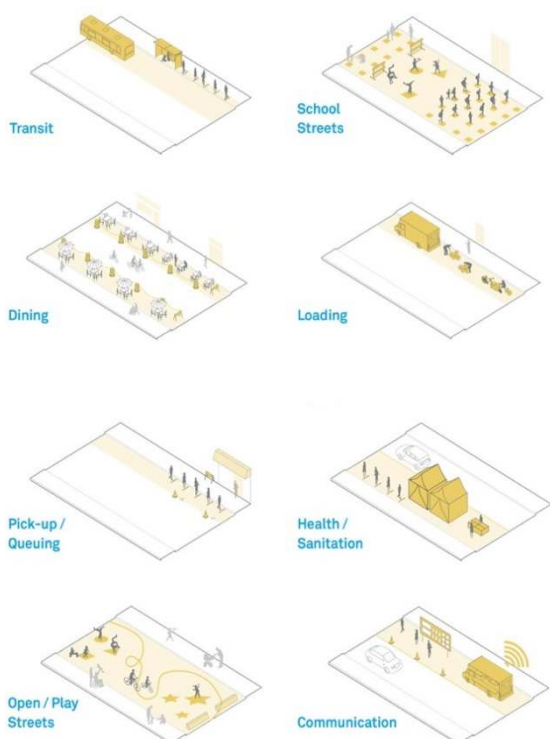 Transit
School
Streets
Dining
Loading
Pick-up /
Queuing
Health /
Sanitation
Open / Play
Streets
Communication